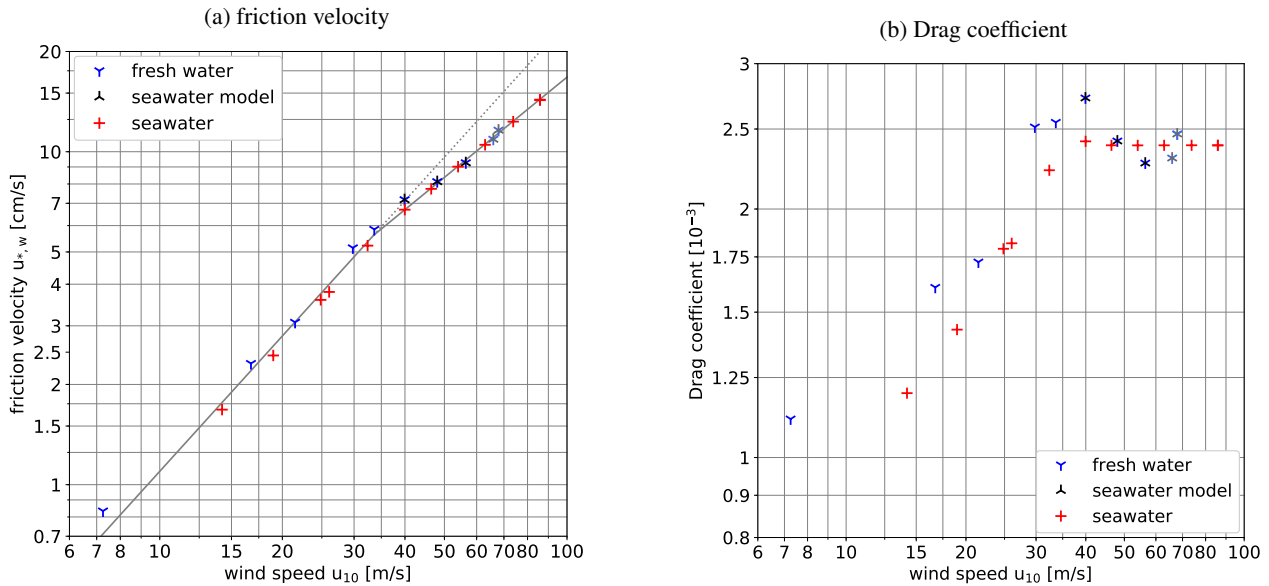 (a) friction velocity
20
15
10
7
5
4
3
2.5
2
1.5
1
0.7
friction velocity u*, w [cm/s]
fresh water
seawater model
seawater
6 7 8 10 15 20 30 40 50 60 7080 100
wind speed u10 [m/s]
(b) Drag coefficient
3
2.5
2
1.75
1.5
1.25
1
0.9
0.8
Drag coefficient [10−3]
fresh water
seawater model
seawater
6 7 8 10 15 20 30 40 50 60 7080 100
wind speed u10 [m/s]